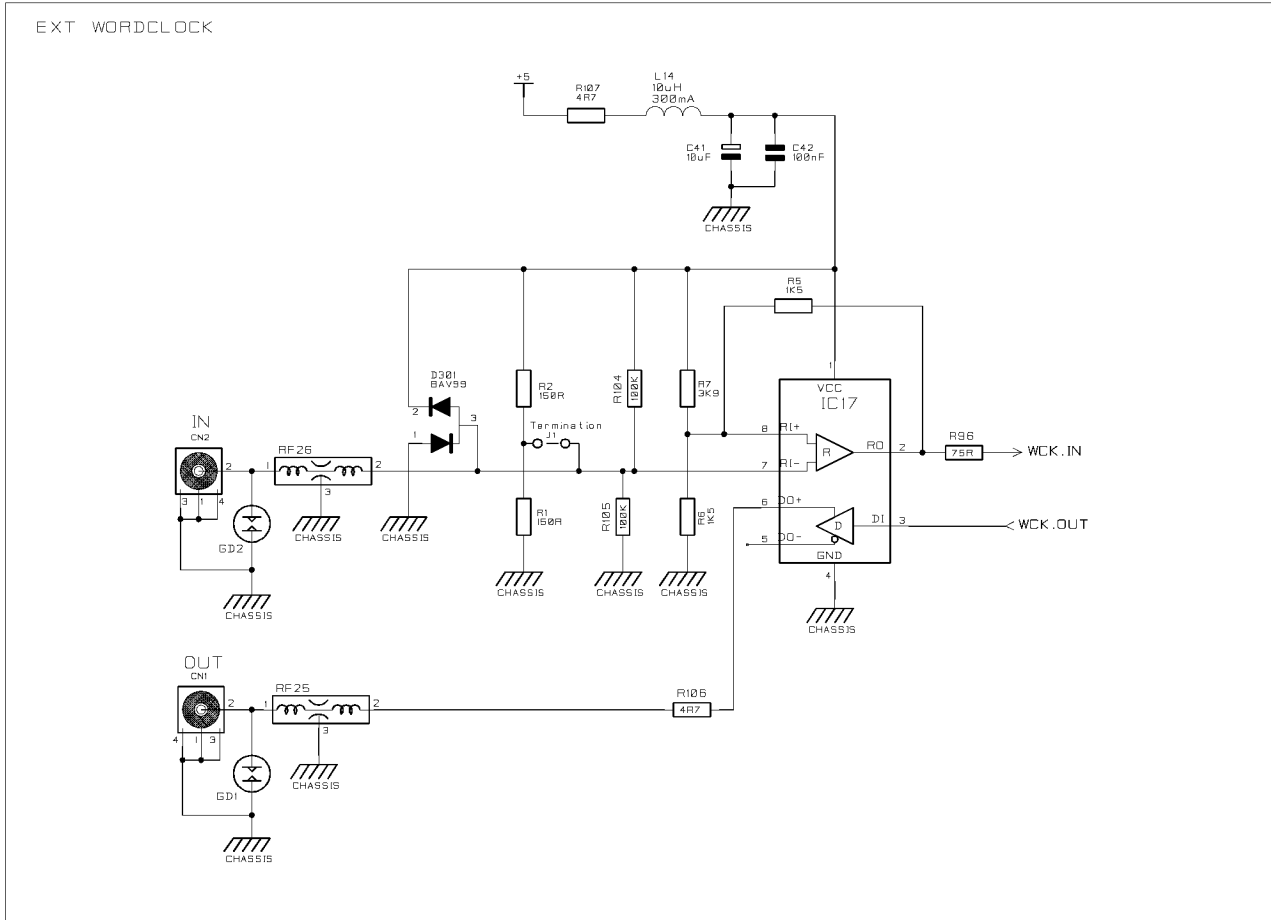 EXT WORDCLOCK
+5
R107
4R7
L14
10uH
300mA
C41
10uF
C42
100nF
CHASSIS
R5
1K5
D301
BAV99
2
1
3
R2
150R
R104
100K
R7
3K9
1
VCC
IC17
Termination
J1
8
RI+
R
RO
2
R96
75R
WCK.IN
7
RI-
IN
CN2
2
3
1
4
1
RF26
2
3
CHASSIS
GD2
CHASSIS
CHASSIS
R1
150R
CHASSIS
R105
100K
CHASSIS
R6
1K5
CHASSIS
6
DO+
D
DI
3
WCK.OUT
5
DO-
GND
4
CHASSIS
OUT
CN1
2
4
1
3
1
RF25
2
3
CHASSIS
GD1
CHASSIS
R106
4R7